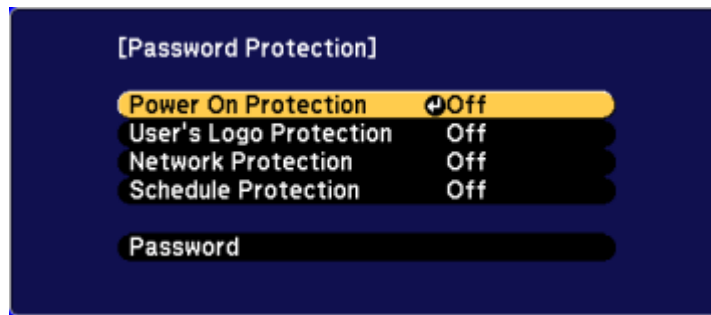 [Password Protection]
Power On Protection Off
User's Logo Protection Off
Network Protection Off
Schedule Protection Off
Password